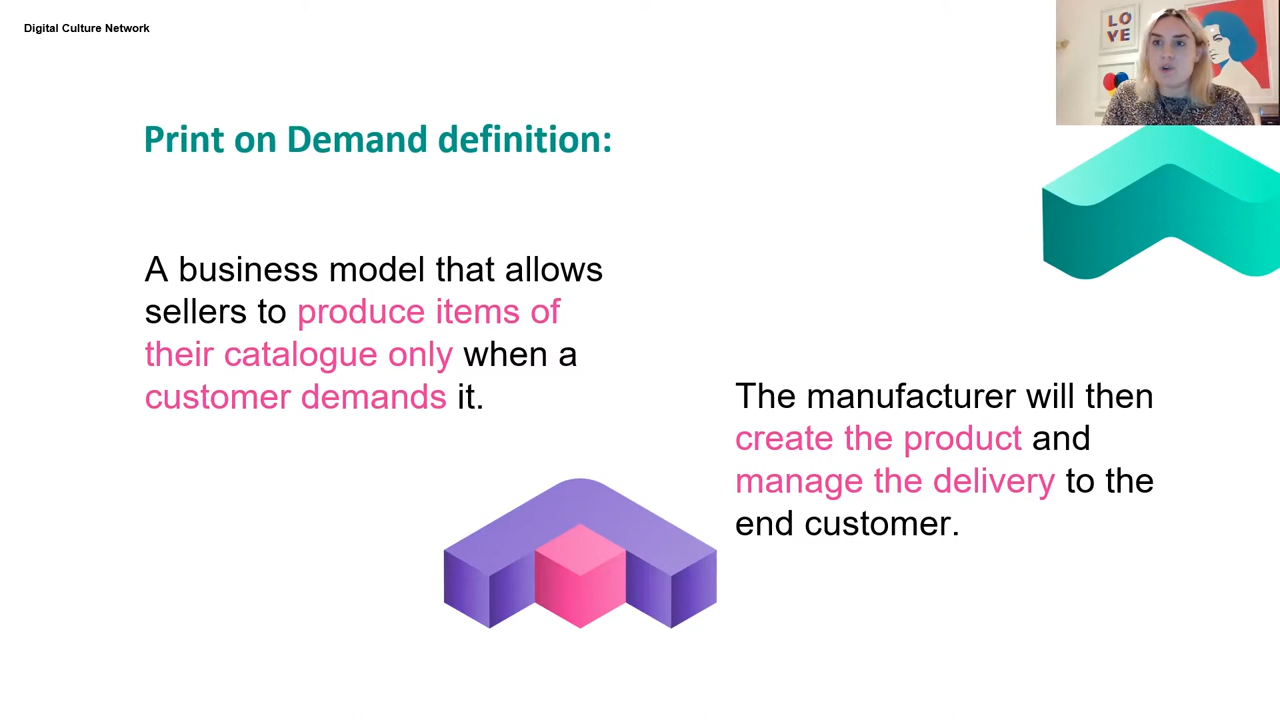 Digital Culture Network
LO
VE
Print on Demand definition:
A business model that allows
sellers to produce items of
their catalogue only when a
customer demands it.
The manufacturer will then
create the product and
manage the delivery to the
end customer.